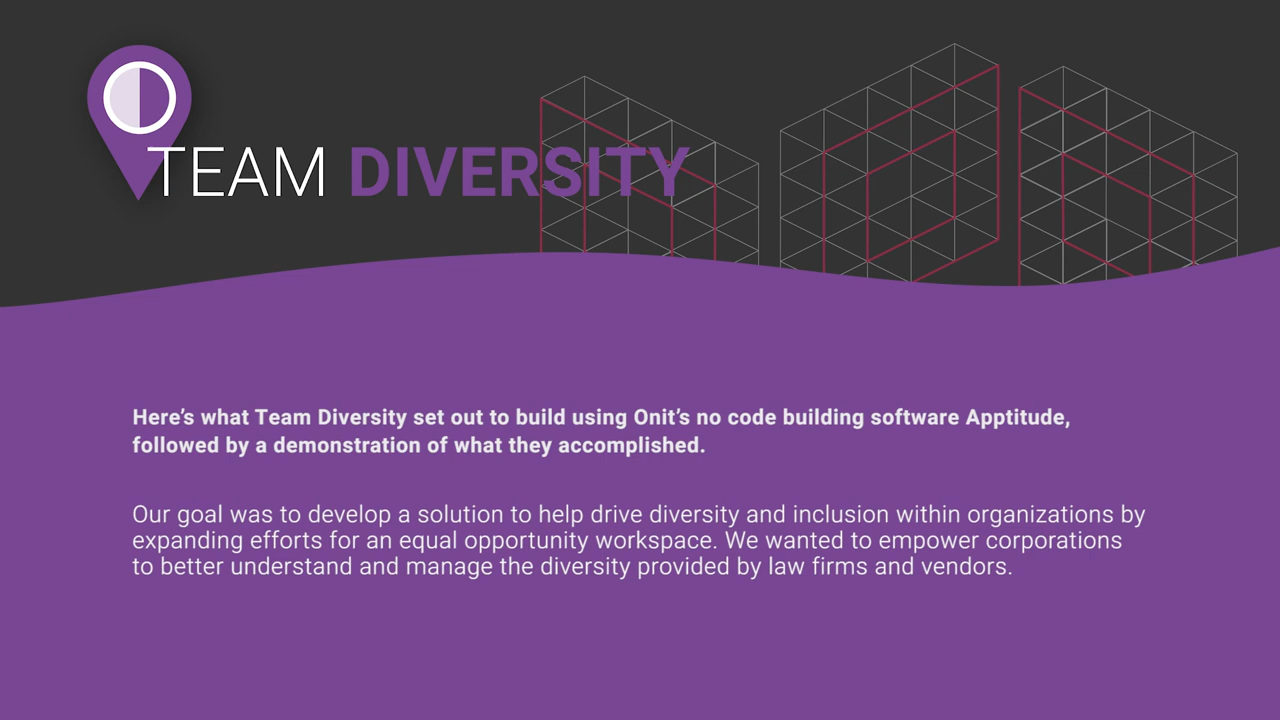 TEAM DIVERSITY
Here’s what Team Diversity set out to build using Onit’s no code building software Apptitude,
followed by a demonstration of what they accomplished.
Our goal was to develop a solution to help drive diversity and inclusion within organizations by
expanding efforts for an equal opportunity workspace. We wanted to empower corporations
to better understand and manage the diversity provided by law firms and vendors.